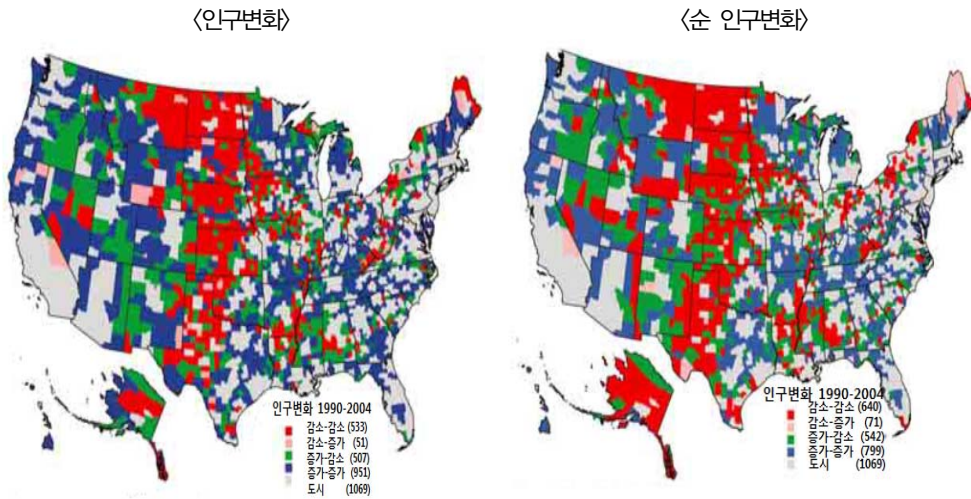 〈인구변화〉
〈순 인구변화〉
인구변화 1990-2004
감소-감소 (533)
감소-증가 (51)
증가-감소 (507)
증가-증가 (951)
도시 (1069)
인구변화 1990-2004
감소-감소 (640)
감소-증가 (71)
증가-감소 (542)
증가-증가 (799)
도시 (1069)